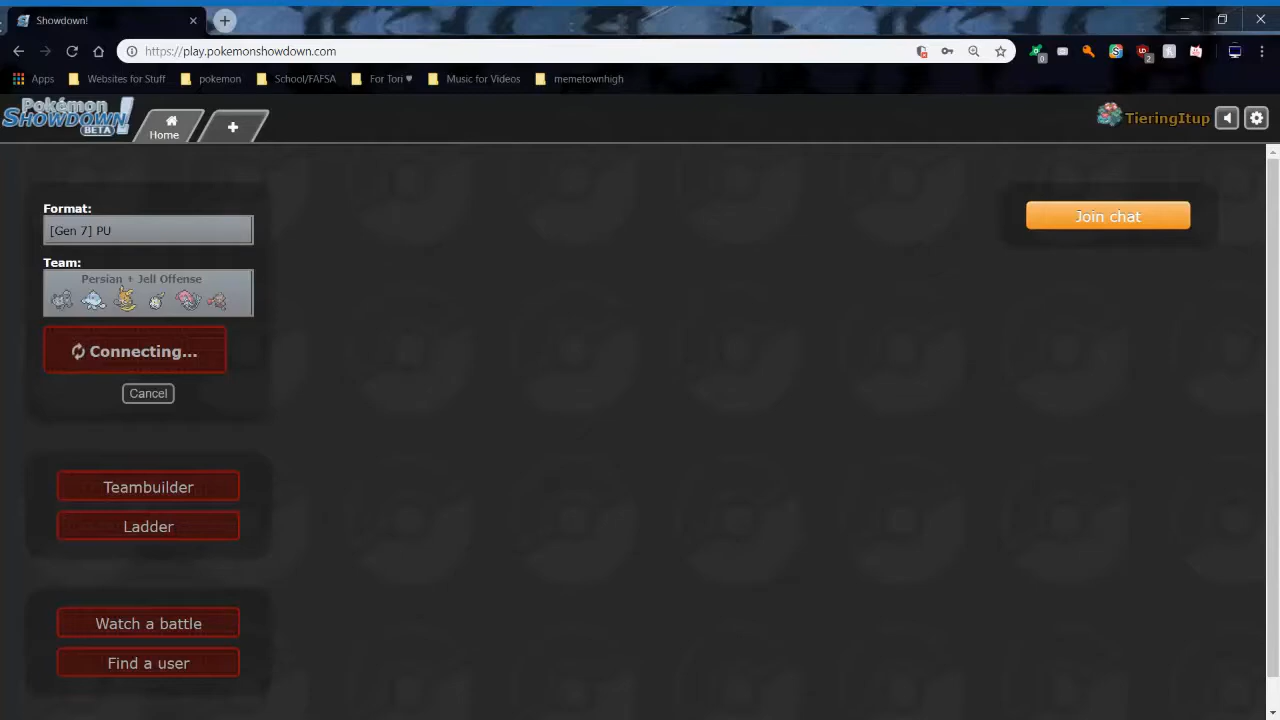 Showdown!
https://play.pokemonshowdown.com
0
2
Apps
Websites for Stuff
pokemon
School/FAFSA
For Tori ♥
Music for Videos
memetownhigh
Pokémon
SHOWDOWN!
BETA
Home
TieringItup
Format:
[Gen 7] PU
Join chat
Team:
Persian + Jell Offense
Connecting...
Cancel
Teambuilder
Ladder
Watch a battle
Find a user